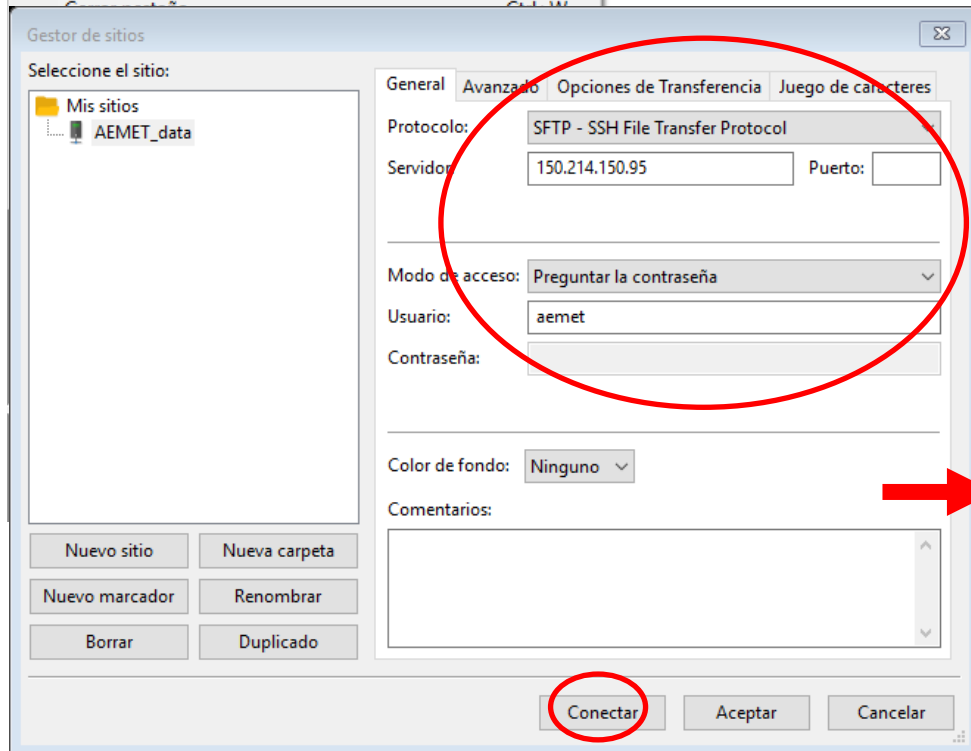 Gestor de sitios
Seleccione el sitio:
Mis sitios
AEMET_data
General Avanzado Opciones de Transferencia Juego de caracteres
Protocolo: SFTP - SSH File Transfer Protocol
Servidor 150.214.150.95 Puerto:
Modo de acceso: Preguntar la contraseña
Usuario: aemet
Contraseña:
Color de fondo: Ninguno
Comentarios:
Nuevo sitio Nueva carpeta
Nuevo marcador Renombrar
Borrar Duplicado
Conectar Aceptar Cancelar